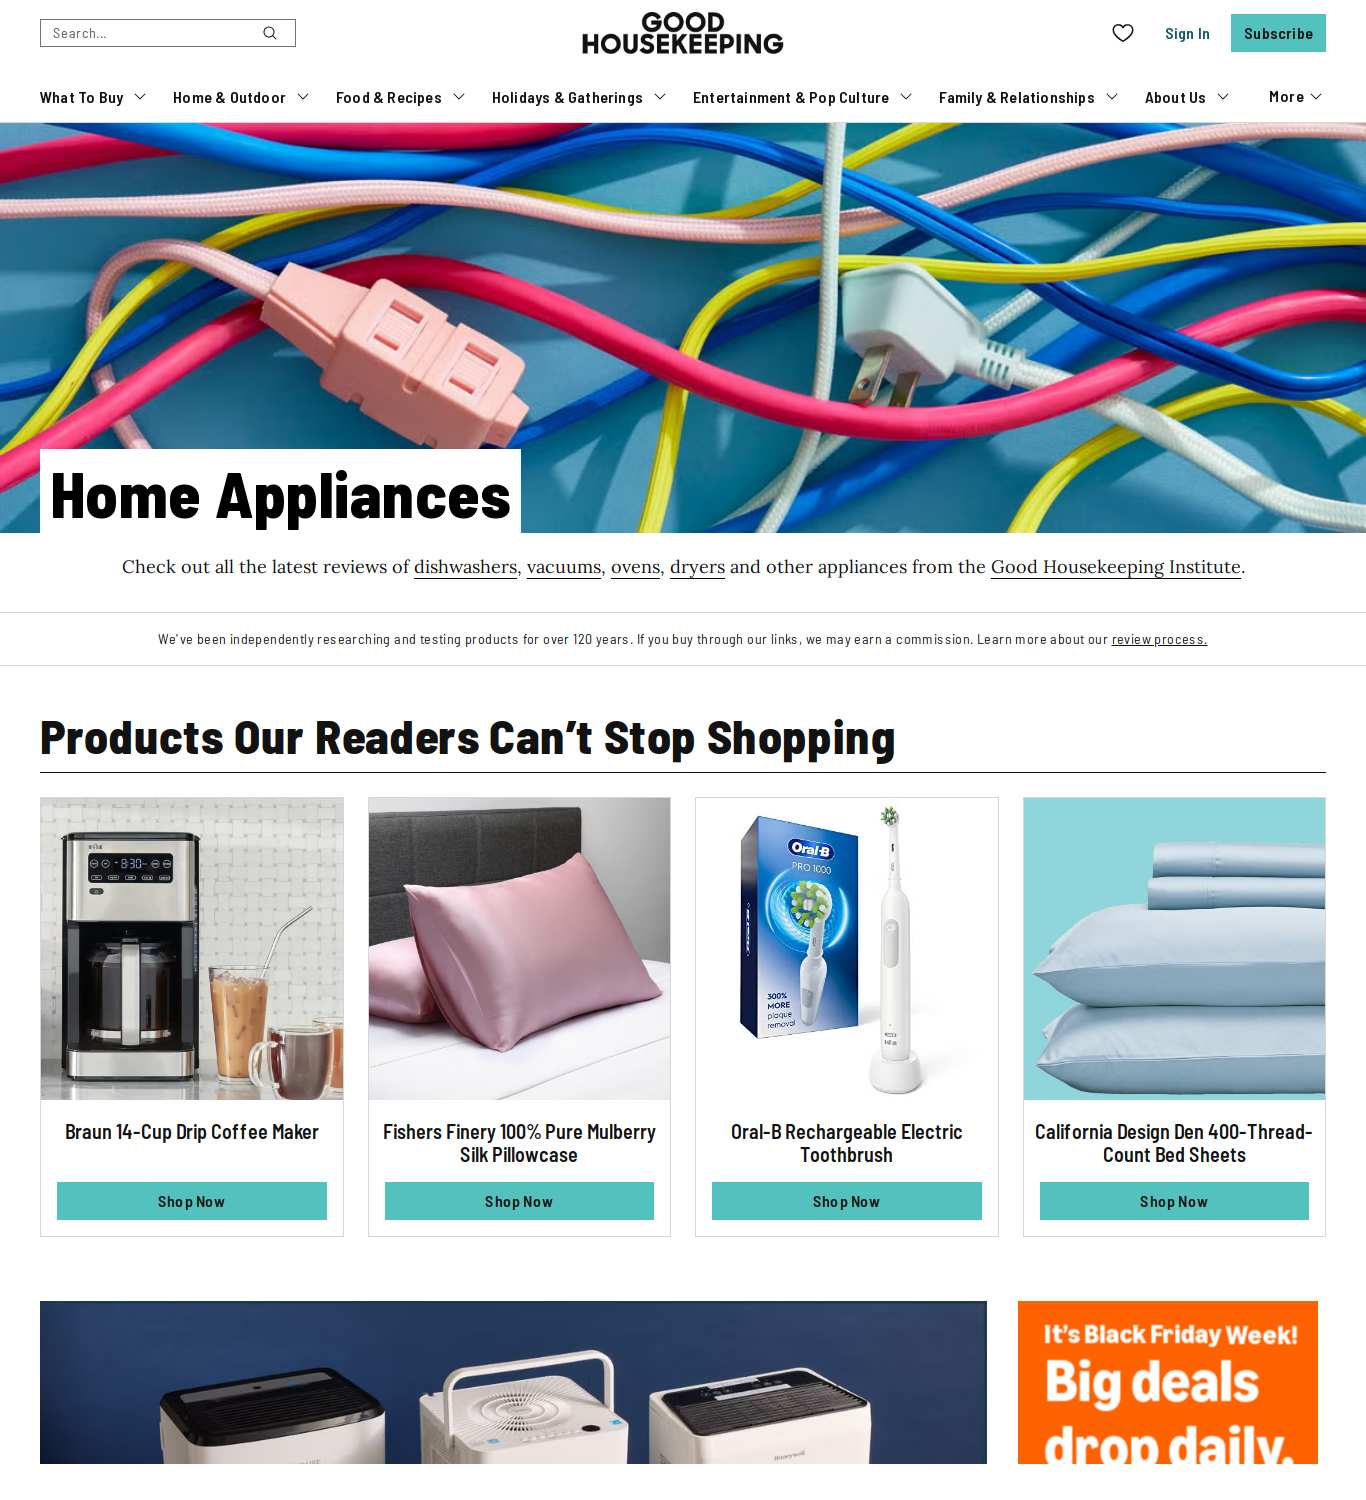 Search...
GOOD
HOUSEKEEPING
Sign In
Subscribe
What To Buy
Home & Outdoor
Food & Recipes
Holidays & Gatherings
Entertainment & Pop Culture
Family & Relationships
About Us
More
Home Appliances
Check out all the latest reviews of dishwashers, vacuums, ovens, dryers and other appliances from the Good Housekeeping Institute.
We've been independently researching and testing products for over 120 years. If you buy through our links, we may earn a commission. Learn more about our review process.
Products Our Readers Can’t Stop Shopping
8:30
Oral-B
PRO 1000
300%
MORE
plaque
removal
Braun 14-Cup Drip Coffee Maker
Shop Now
Fishers Finery 100% Pure Mulberry
Silk Pillowcase
Shop Now
Oral-B Rechargeable Electric
Toothbrush
Shop Now
California Design Den 400-Thread-
Count Bed Sheets
Shop Now
Honeywell
It’s Black Friday Week!
Big deals
drop daily.